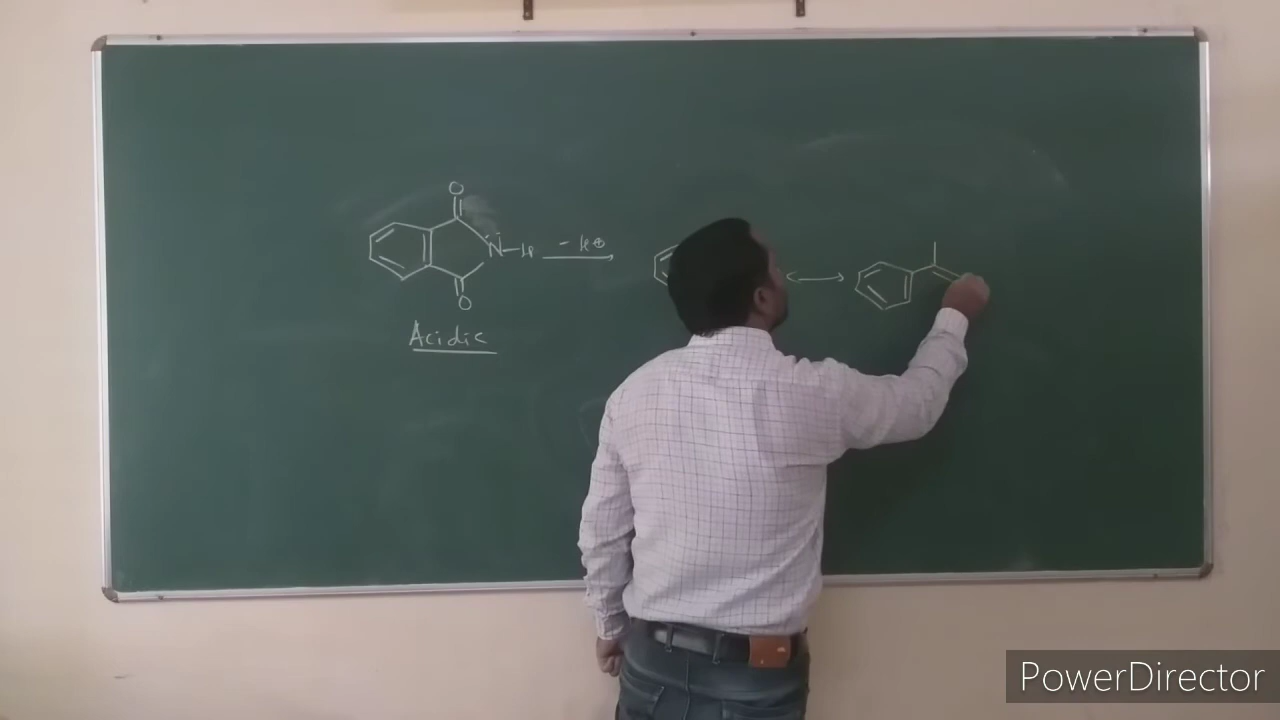 O
N̈-H -H⊕
O
Acidic
PowerDirector